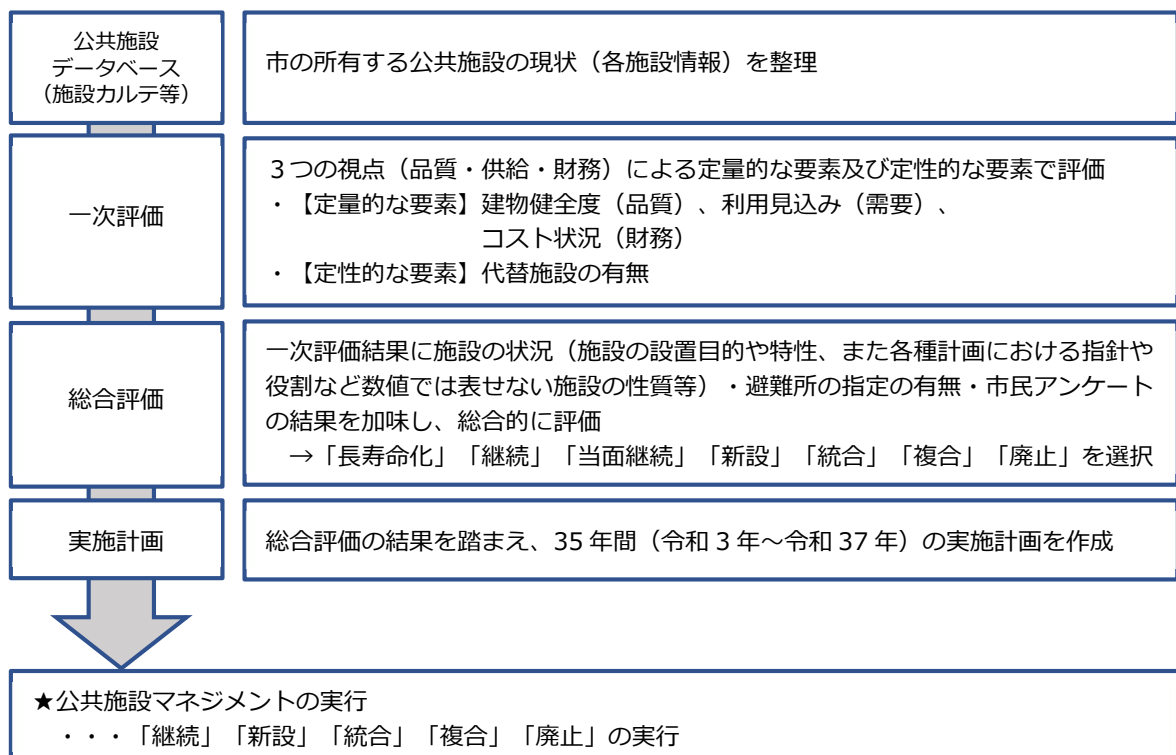 公共施設
データベース
（施設カルテ等）
市の所有する公共施設の現状（各施設情報）を整理
一次評価
３つの視点（品質・供給・財務）による定量的な要素及び定性的な要素で評価
・【定量的な要素】建物健全度（品質）、利用見込み（需要）、
コスト状況（財務）
・【定性的な要素】代替施設の有無
総合評価
一次評価結果に施設の状況（施設の設置目的や特性、また各種計画における指針や
役割など数値では表せない施設の性質等）・避難所の指定の有無・市民アンケート
の結果を加味し、総合的に評価
→「長寿命化」「継続」「当面継続」「新設」「統合」「複合」「廃止」を選択
実施計画
総合評価の結果を踏まえ、35 年間（令和 3 年～令和 37 年）の実施計画を作成
★公共施設マネジメントの実行
・・・「継続」「新設」「統合」「複合」「廃止」の実行